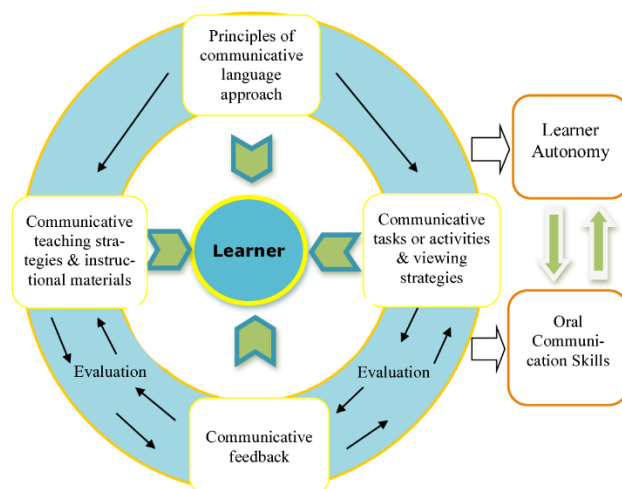 Principles of
communicative
language
approach
Learner
Autonomy
Communicative
teaching stra-
tegies & instruc-
tional materials
Learner
Communicative
tasks or activities
& viewing
strategies
Oral
Communi-
cation Skills
Evaluation
Evaluation
Communicative
feedback